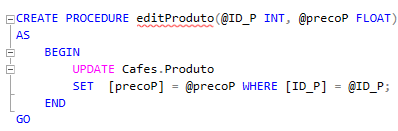 CREATE PROCEDURE editProduto(@ID_P INT, @precoP FLOAT)
AS
BEGIN
UPDATE Cafes.Produto
SET [precoP] = @precoP WHERE [ID_P] = @ID_P;
END
GO